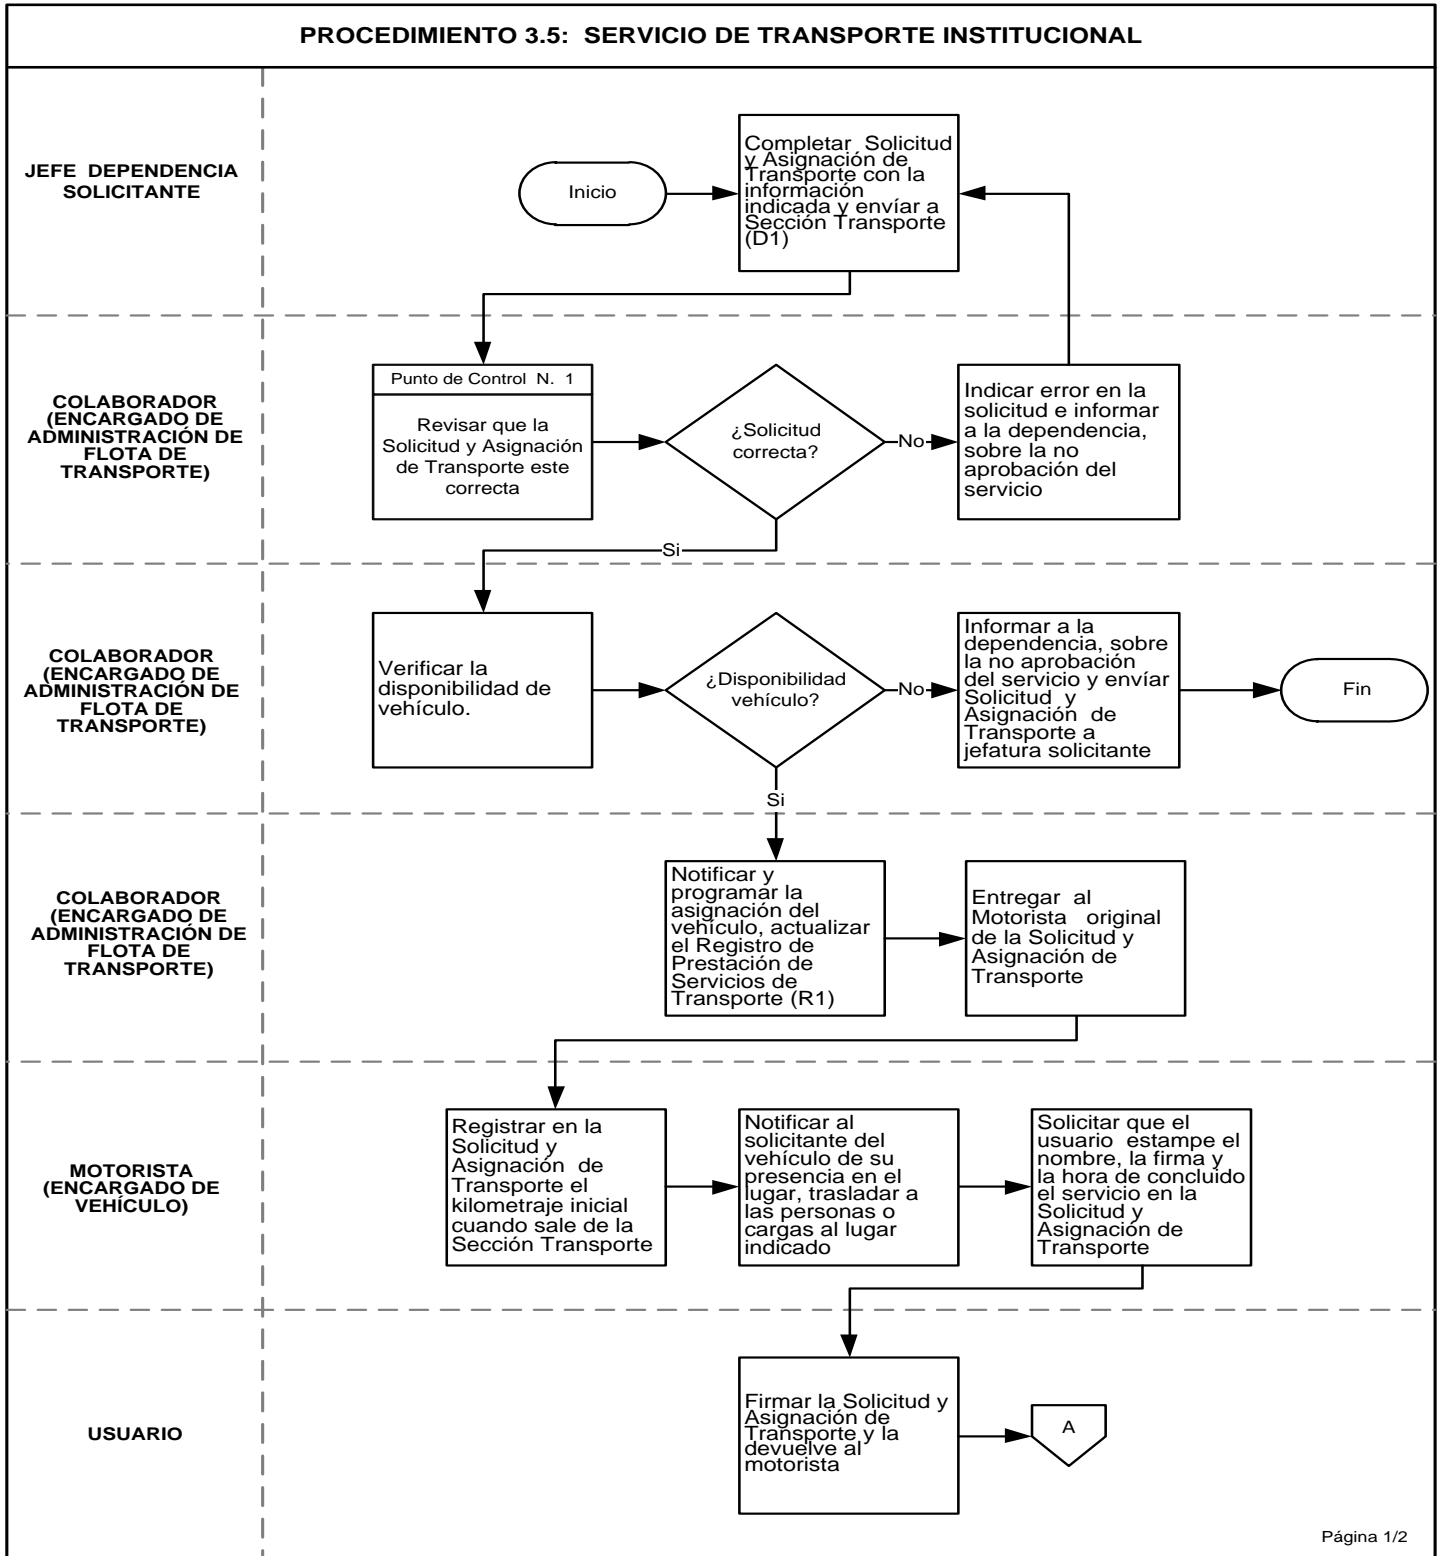 PROCEDIMIENTO 3.5: SERVICIO DE TRANSPORTE INSTITUCIONAL
JEFE DEPENDENCIA
SOLICITANTE
Inicio
Completar Solicitud
y Asignación de
Transporte con la
información
indicada y envíar a
Sección Transporte
(D1)
COLABORADOR
(ENCARGADO DE
ADMINISTRACIÓN DE
FLOTA DE
TRANSPORTE)
Punto de Control N. 1
Revisar que la
Solicitud y Asignación
de Transporte este
correcta
¿Solicitud
correcta?
No
Indicar error en la
solicitud e informar
a la dependencia,
sobre la no
aprobación del
servicio
Si
COLABORADOR
(ENCARGADO DE
ADMINISTRACIÓN DE
FLOTA DE
TRANSPORTE)
Verificar la
disponibilidad de
vehículo.
¿Disponibilidad
vehículo?
No
Informar a la
dependencia, sobre
la no aprobación
del servicio y envíar
Solicitud y
Asignación de
Transporte a
jefatura solicitante
Fin
Si
COLABORADOR
(ENCARGADO DE
ADMINISTRACIÓN DE
FLOTA DE
TRANSPORTE)
Notificar y
programar la
asignación del
vehículo, actualizar
el Registro de
Prestación de
Servicios de
Transporte (R1)
Entregar al
Motorista original
de la Solicitud y
Asignación de
Transporte
MOTORISTA
(ENCARGADO DE
VEHÍCULO)
Registrar en la
Solicitud y
Asignación de
Transporte el
kilometraje inicial
cuando sale de la
Sección Transporte
Notificar al
solicitante del
vehículo de su
presencia en el
lugar, trasladar a
las personas o
cargas al lugar
indicado
Solicitar que el
usuario estampe el
nombre, la firma y
la hora de concluido
el servicio en la
Solicitud y
Asignación de
Transporte
USUARIO
Firmar la Solicitud y
Asignación de
Transporte y la
devuelve al
motorista
A
Página 1/2